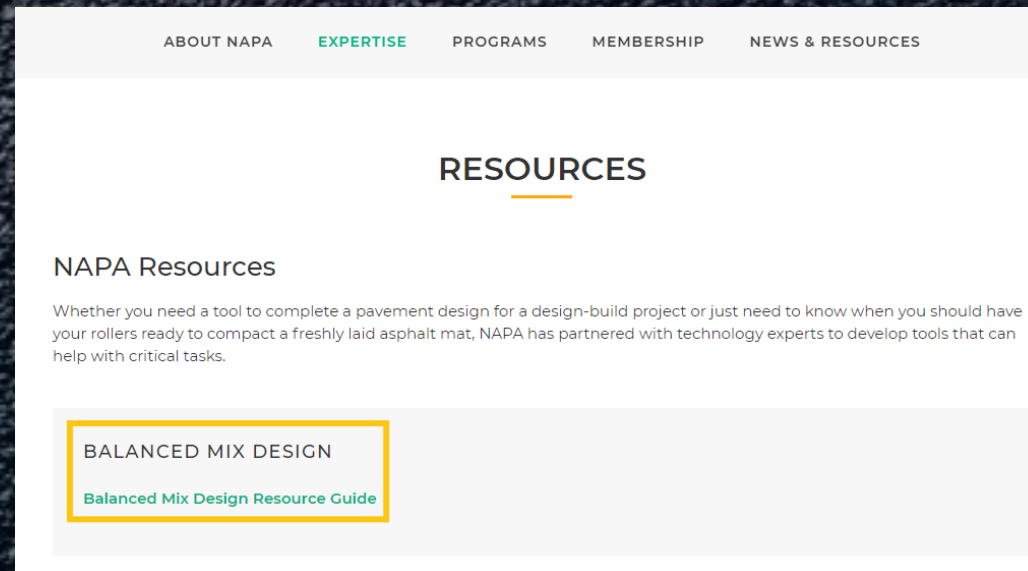 ABOUT NAPA EXPERTISE PROGRAMS MEMBERSHIP NEWS & RESOURCES
RESOURCES
NAPA Resources
Whether you need a tool to complete a pavement design for a design-build project or just need to know when you should have
your rollers ready to compact a freshly laid asphalt mat, NAPA has partnered with technology experts to develop tools that can
help with critical tasks.
BALANCED MIX DESIGN
Balanced Mix Design Resource Guide